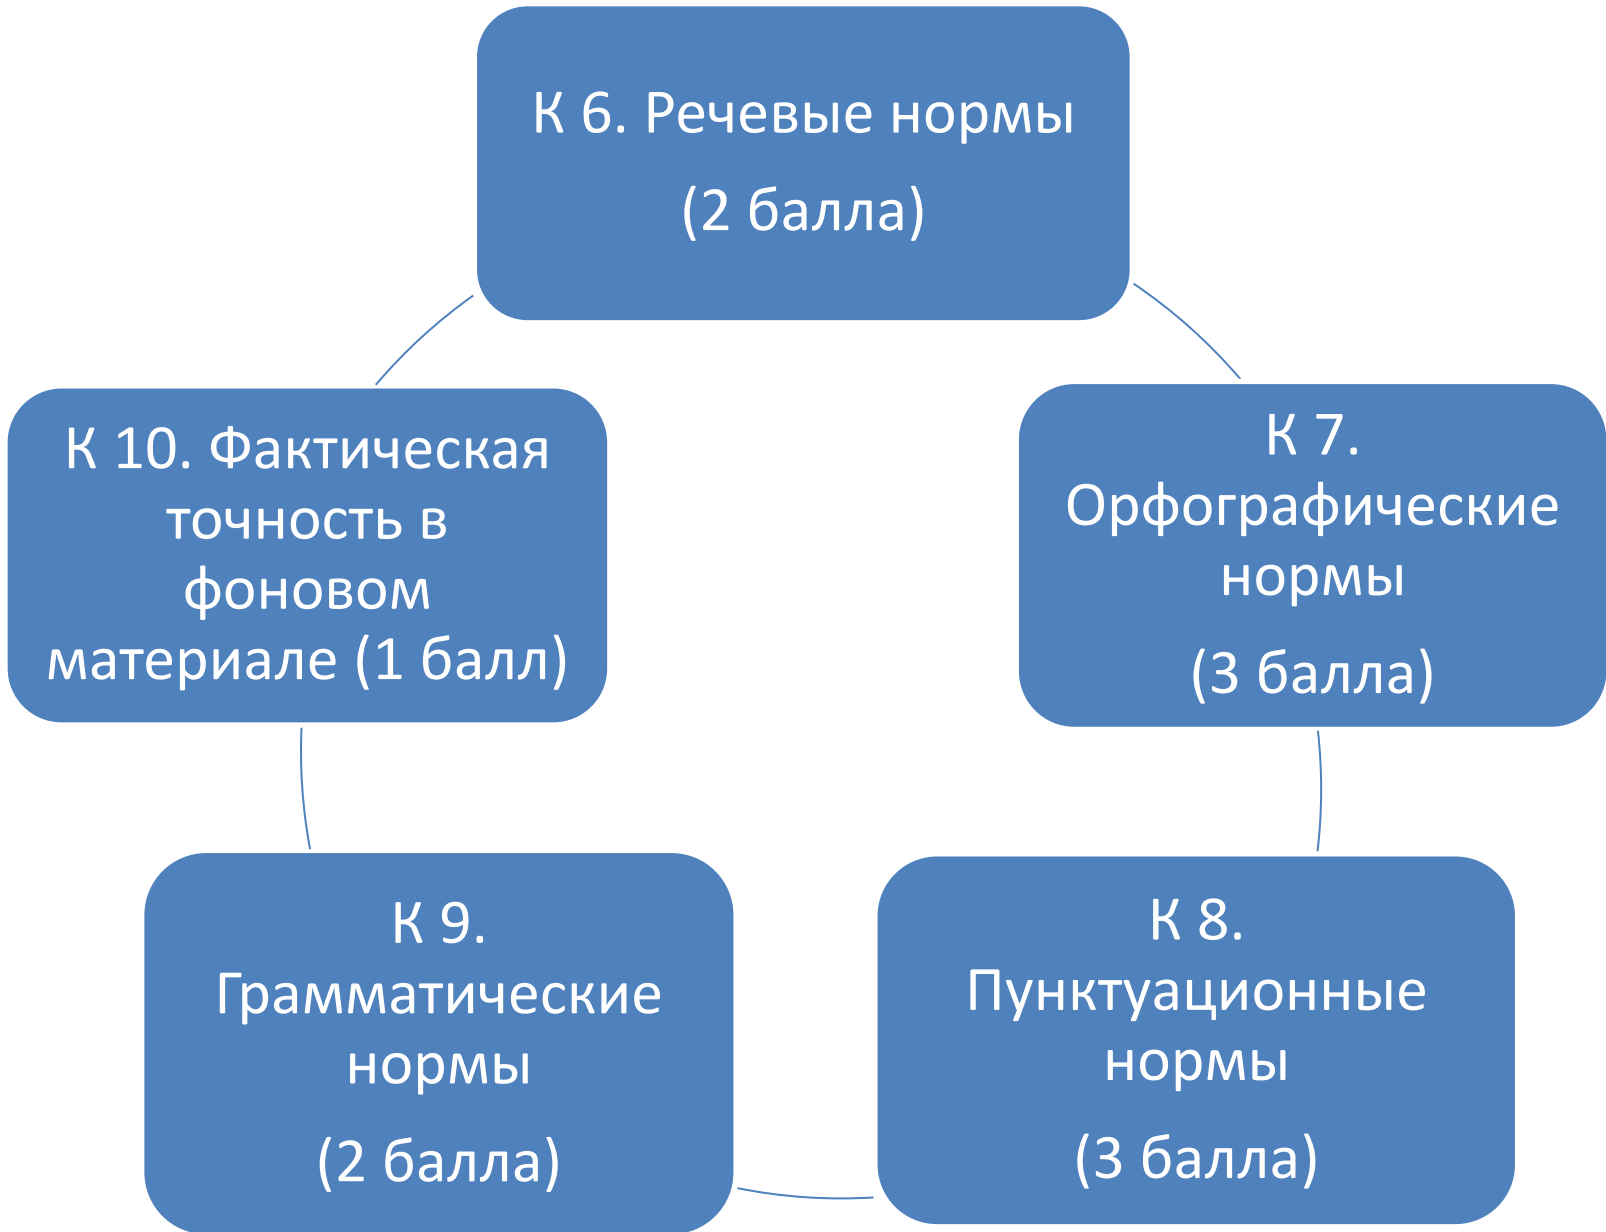 К 6. Речевые нормы
(2 балла)
К 7.
Орфографические
нормы
(3 балла)
К 8.
Пунктуационные
нормы
(3 балла)
К 9.
Грамматические
нормы
(2 балла)
К 10. Фактическая
точность в
фоновом
материале (1 балл)